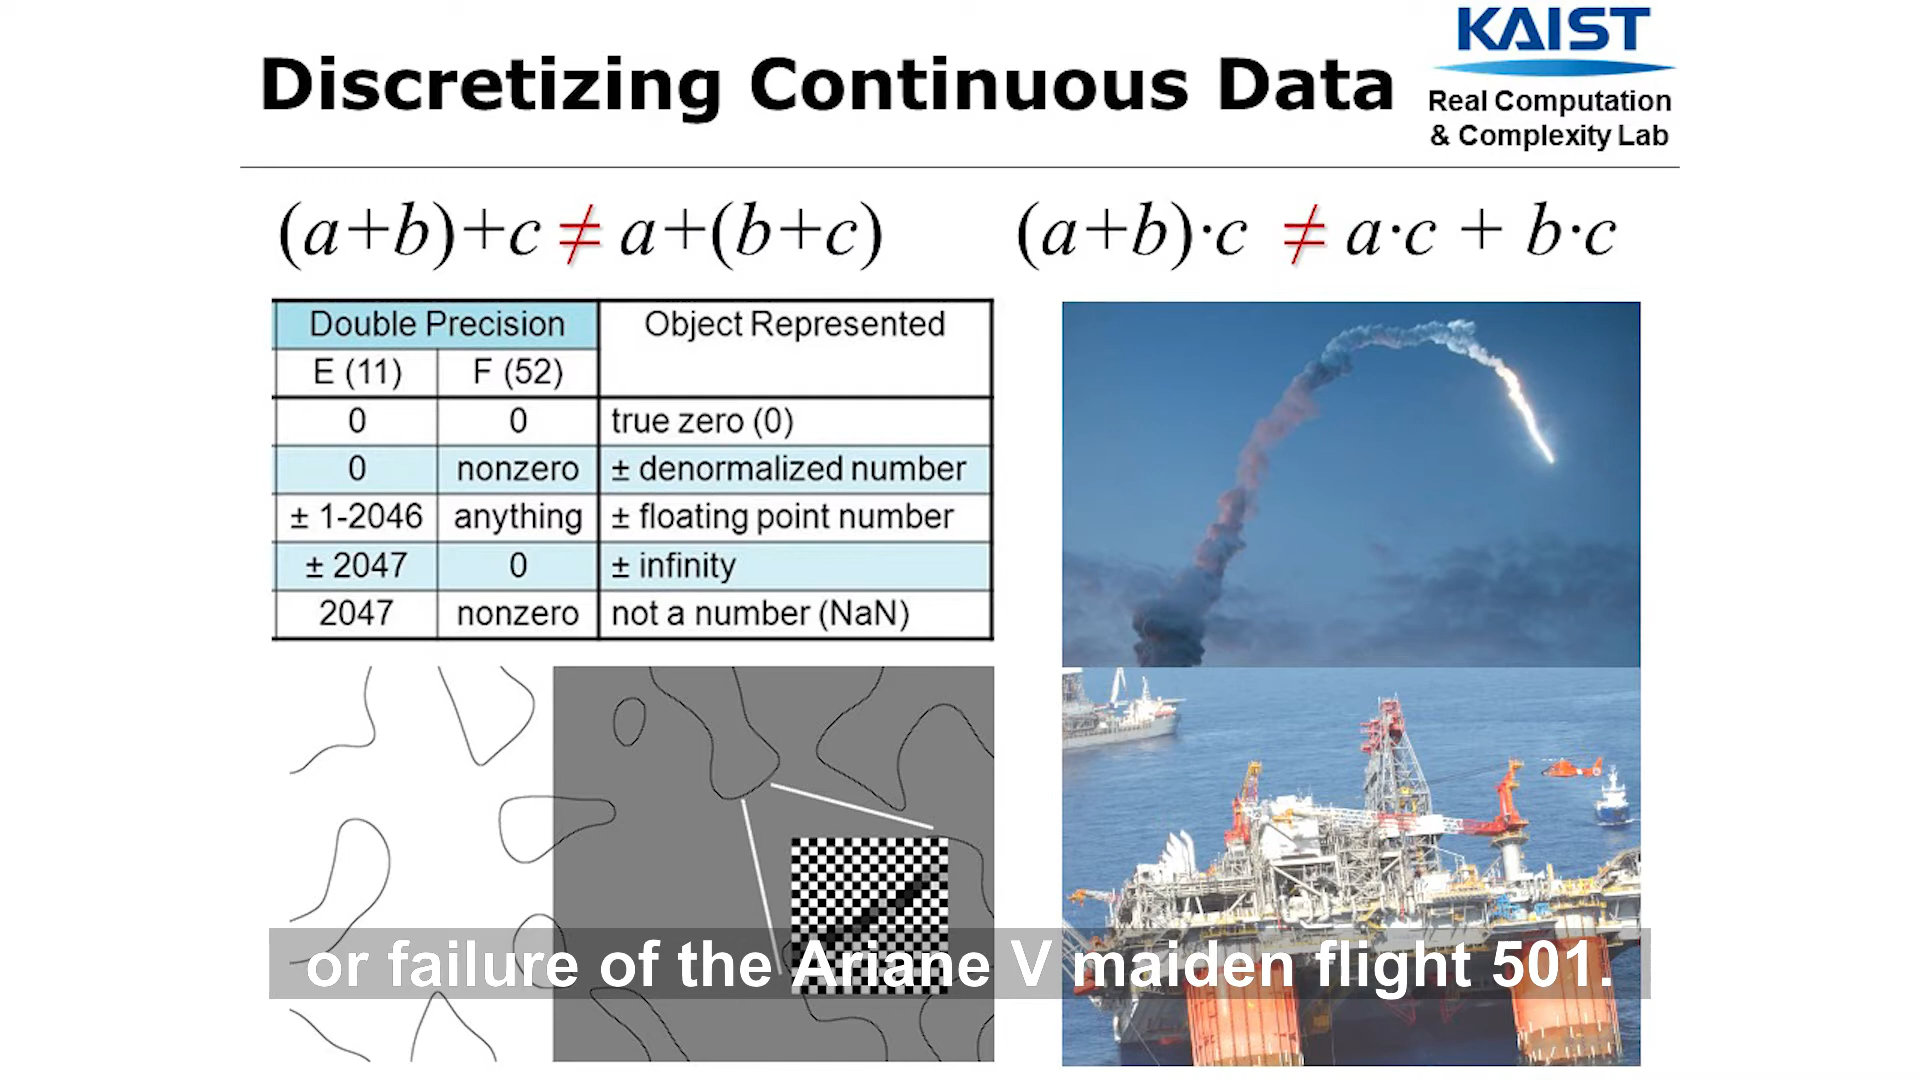 Discretizing Continuous Data
KAIST
Real Computation
& Complexity Lab
(a+b)+c ≠ a+(b+c)
(a+b)·c ≠ a·c + b·c
Double Precision Object Represented
E (11) F (52)
0 0 true zero (0)
0 nonzero ± denormalized number
± 1-2046 anything ± floating point number
± 2047 0 ± infinity
2047 nonzero not a number (NaN)
or failure of the Ariane V maiden flight 501.